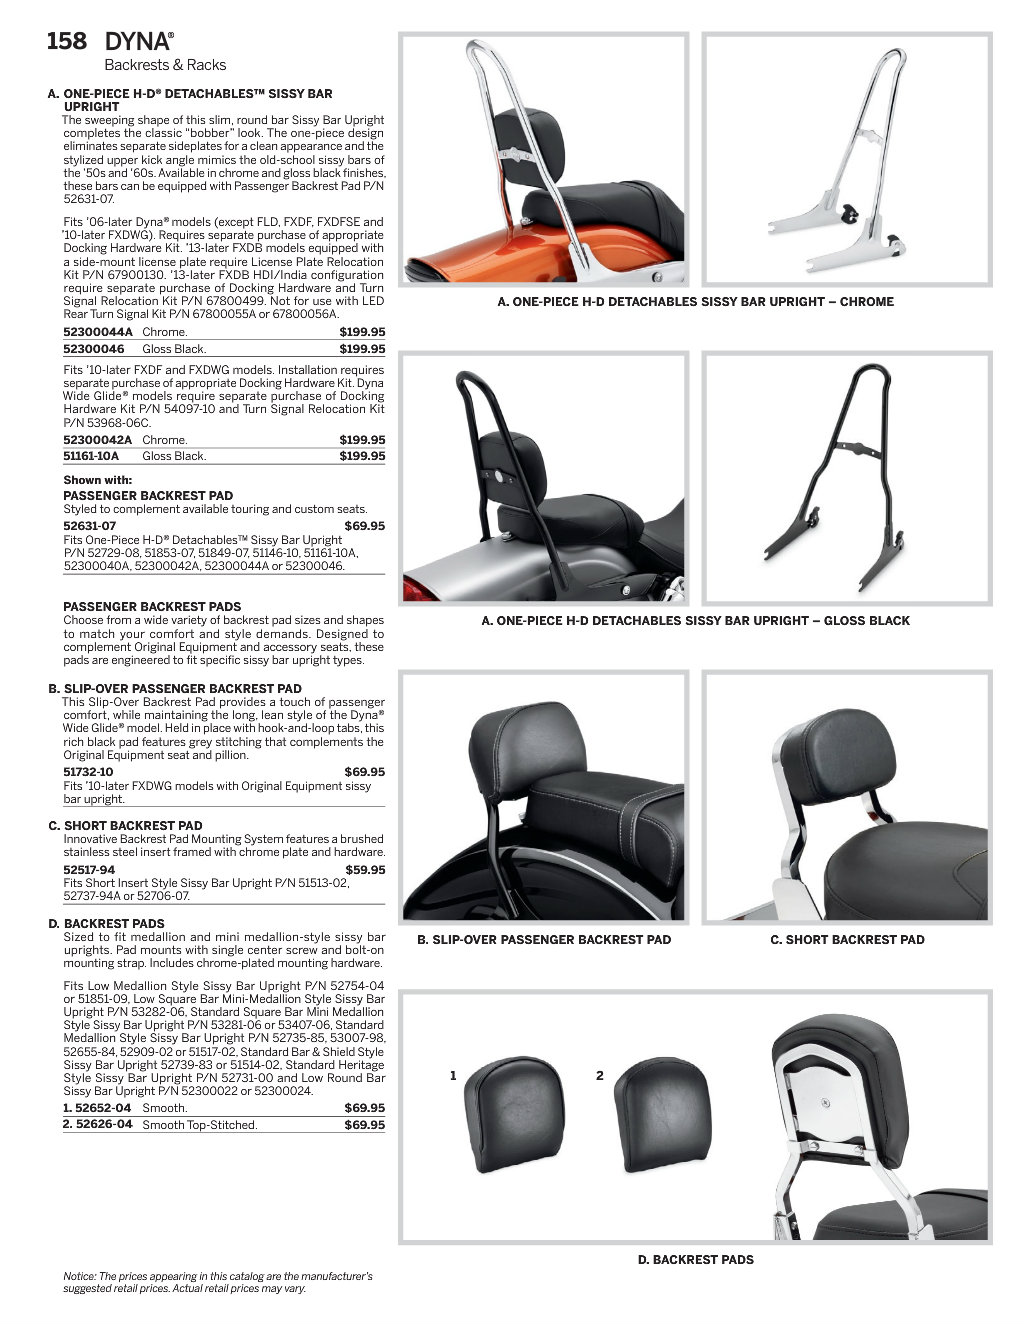 158 DYNA®
Backrests & Racks
A. ONE-PIECE H-D® DETACHABLES™ SISSY BAR
UPRIGHT
The sweeping shape of this slim, round bar Sissy Bar Upright
completes the classic "bobber" look. The one-piece design
eliminates separate sideplates for a clean appearance and the
stylized upper kick angle mimics the old-school sissy bars of
the '50s and '60s. Available in chrome and gloss black finishes,
these bars can be equipped with Passenger Backrest Pad P/N
52631-07.
Fits '06-later Dyna® models (except FLD, FXDF, FXDFSE and
'10-later FXDWG). Requires separate purchase of appropriate
Docking Hardware Kit. '13-later FXDB models equipped with
a side-mount license plate require License Plate Relocation
Kit P/N 67900130. '13-later FXDB HDI/India configuration
require separate purchase of Docking Hardware and Turn
Signal Relocation Kit P/N 67800499. Not for use with LED
Rear Turn Signal Kit P/N 67800055A or 67800056A.
52300044A Chrome. $199.95
52300046 Gloss Black. $199.95
Fits '10-later FXDF and FXDWG models. Installation requires
separate purchase of appropriate Docking Hardware Kit. Dyna
Wide Glide® models require separate purchase of Docking
Hardware Kit P/N 54097-10 and Turn Signal Relocation Kit
P/N 53968-06C.
52300042A Chrome. $199.95
51161-10A Gloss Black. $199.95
Shown with:
PASSENGER BACKREST PAD
Styled to complement available touring and custom seats.
52631-07 $69.95
Fits One-Piece H-D® Detachables™ Sissy Bar Upright
P/N 52729-08, 51853-07, 51849-07, 51146-10, 51161-10A,
52300040A, 52300042A, 52300044A or 52300046.
PASSENGER BACKREST PADS
Choose from a wide variety of backrest pad sizes and shapes
to match your comfort and style demands. Designed to
complement Original Equipment and accessory seats, these
pads are engineered to fit specific sissy bar upright types.
B. SLIP-OVER PASSENGER BACKREST PAD
This Slip-Over Backrest Pad provides a touch of passenger
comfort, while maintaining the long, lean style of the Dyna®
Wide Glide® model. Held in place with hook-and-loop tabs, this
rich black pad features grey stitching that complements the
Original Equipment seat and pillion.
51732-10 $69.95
Fits '10-later FXDWG models with Original Equipment sissy
bar upright.
C. SHORT BACKREST PAD
Innovative Backrest Pad Mounting System features a brushed
stainless steel insert framed with chrome plate and hardware.
52517-94 $59.95
Fits Short Insert Style Sissy Bar Upright P/N 51513-02,
52737-94A or 52706-07.
D. BACKREST PADS
Sized to fit medallion and mini medallion-style sissy bar
uprights. Pad mounts with single center screw and bolt-on
mounting strap. Includes chrome-plated mounting hardware.
Fits Low Medallion Style Sissy Bar Upright P/N 52754-04
or 51851-09, Low Square Bar Mini-Medallion Style Sissy Bar
Upright P/N 53282-06, Standard Square Bar Mini Medallion
Style Sissy Bar Upright P/N 53281-06 or 53407-06, Standard
Medallion Style Sissy Bar Upright P/N 52735-85, 53007-98,
52655-84, 52909-02 or 51517-02, Standard Bar & Shield Style
Sissy Bar Upright 52739-83 or 51514-02, Standard Heritage
Style Sissy Bar Upright P/N 52731-00 and Low Round Bar
Sissy Bar Upright P/N 52300022 or 52300024.
1. 52652-04 Smooth. $69.95
2. 52626-04 Smooth Top-Stitched. $69.95
Notice: The prices appearing in this catalog are the manufacturer's
suggested retail prices. Actual retail prices may vary.
A. ONE-PIECE H-D DETACHABLES SISSY BAR UPRIGHT – CHROME
A. ONE-PIECE H-D DETACHABLES SISSY BAR UPRIGHT – GLOSS BLACK
B. SLIP-OVER PASSENGER BACKREST PAD
C. SHORT BACKREST PAD
1
2
D. BACKREST PADS